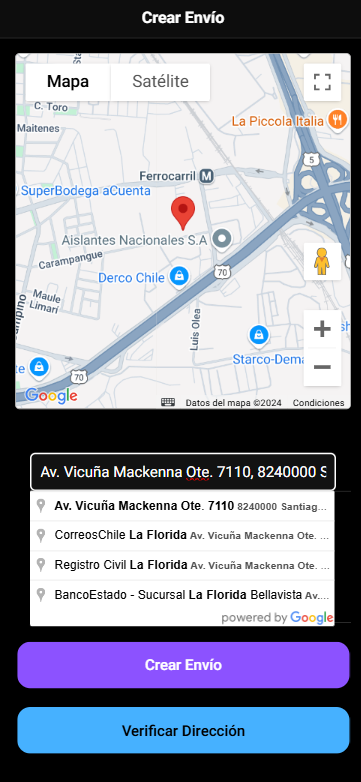 Crear Envío
Mapa
Satélite
C. Toro
Maitenes
La Piccola Italia
5
Ferrocarril M
SuperBodega aCuenta
Aislantes Nacionales S.A
Carampangue
70
Derco Chile
Maule
Limarí
Luis Olea
Starco-Dema
te
70
Google
Datos del mapa ©2024
Condiciones
Av. Vicuña Mackenna Ote. 7110, 8240000 S
Av. Vicuña Mackenna Ote. 7110 8240000 Santiag...
CorreosChile La Florida Av. Vicuña Mackenna Ote. ...
Registro Civil La Florida Av. Vicuña Mackenna Ote. ...
BancoEstado - Sucursal La Florida Bellavista Av....
powered by Google
Crear Envío
Verificar Dirección